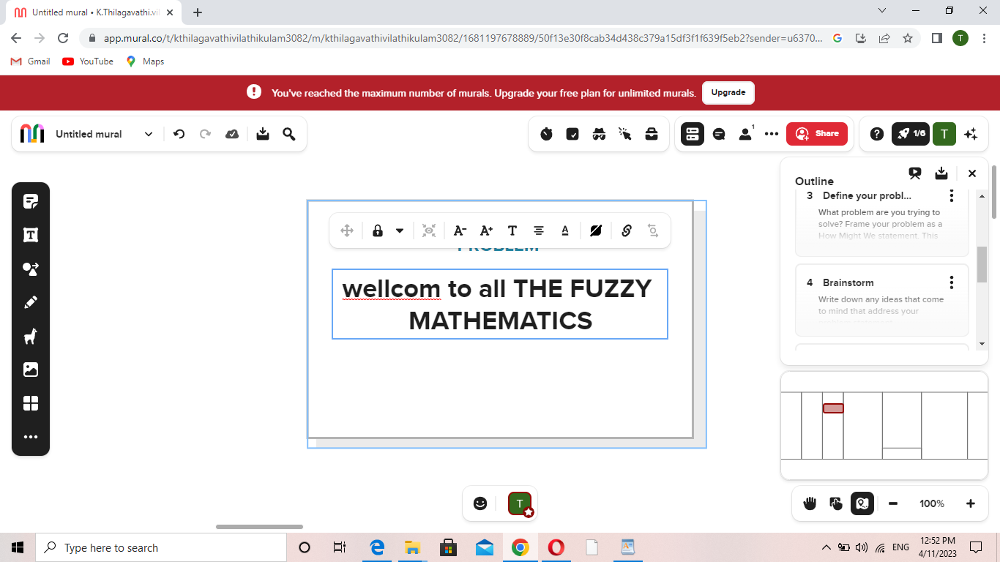 Untitled mural • K.Thilagavathi.vil
app.mural.co/t/kthilagavathivilathikulam3082/m/kthilagavathivilathikulam3082/1681197678889/50f13e30f8cab34d438c379a15df3f1f639f5eb2?sender=u6370...
T
Gmail
YouTube
Maps
You've reached the maximum number of murals. Upgrade your free plan for unlimited murals.
Upgrade
Untitled mural
1
Share
1/6
T
Outline
3 Define your probl...
What problem are you trying to
solve? Frame your problem as a
How Might We statement. This
4 Brainstorm
Write down any ideas that come
to mind that address your
problem statement.
A- A+ T A
PROBLEM
wellcom to all THE FUZZY
MATHEMATICS
T
100%
Type here to search
ENG
12:52 PM
4/11/2023